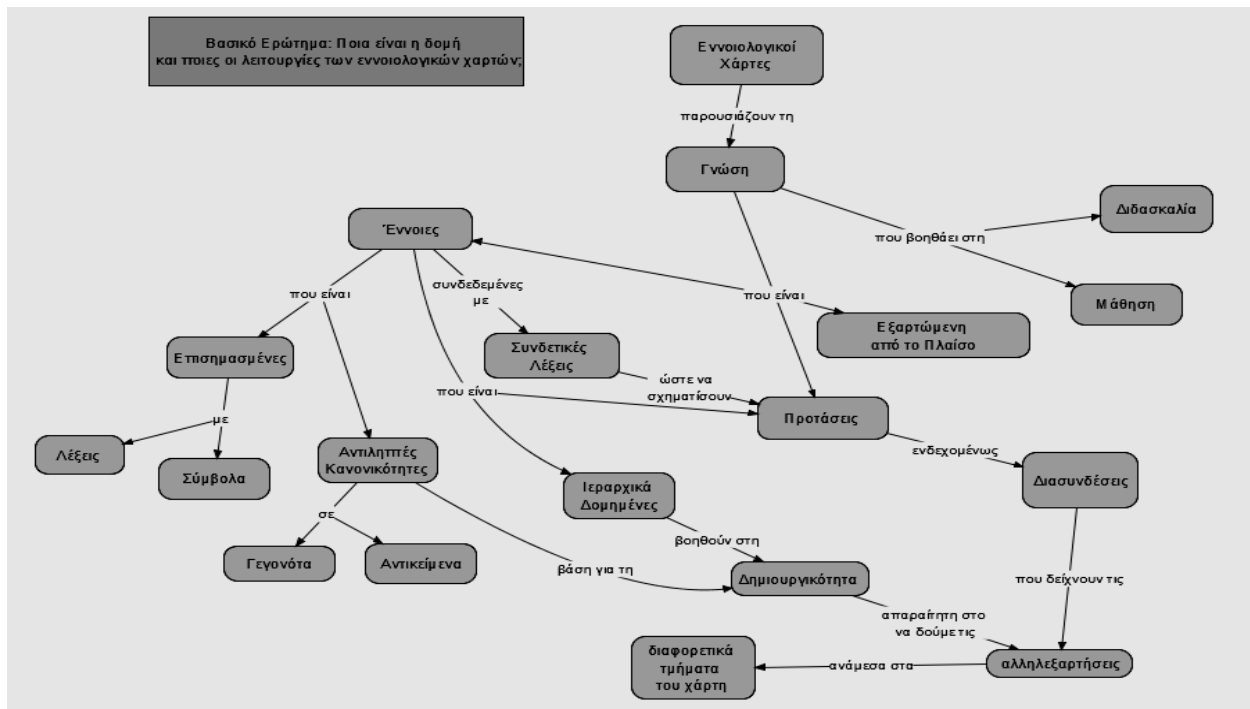 Βασικό Ερώτημα: Ποια είναι η δομή
και ποιες οι λειτουργίες των εννοιολογικών χαρτών;
Εννοιολογικοί
Χάρτες
παρουσιάζουν τη
Γνώση
Διδασκαλία
που βοηθάει στη
Έννοιες
συνδεδεμένες
με
που είναι
που είναι
Μάθηση
Εξαρτώμενη
από το Πλαίσο
Επισημασμένες
Συνδετικές
Λέξεις
ώστε να
σχηματίσουν
που είναι
Προτάσεις
με
Λέξεις
Σύμβολα
Αντιληπτές
Κανονικότητες
ενδεχομένως
Διασυνδέσεις
Ιεραρχικά
Δομημένες
σε
Γεγονότα
Αντικείμενα
βοηθούν στη
βάση για τη
Δημιουργικότητα
που δείχνουν τις
απαραίτητη στο
να δούμε τις
διαφορετικά
τμήματα
του χάρτη
ανάμεσα στα
αλληλεξαρτήσεις